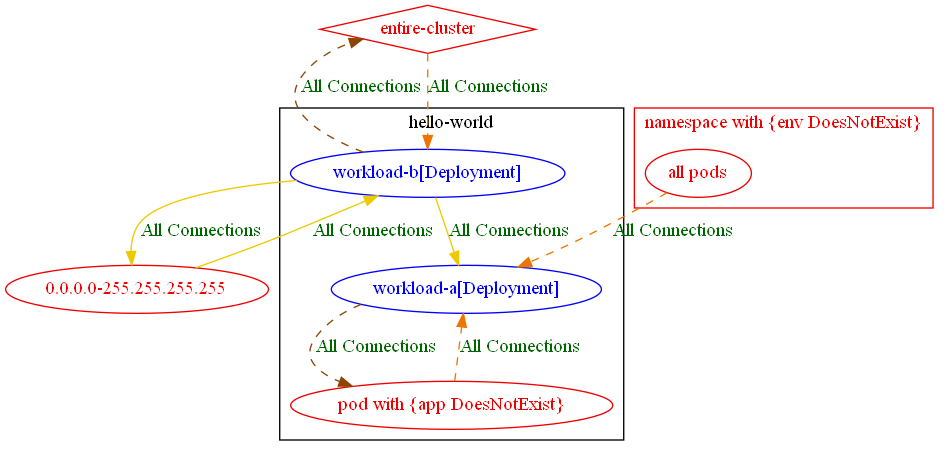 entire-cluster
All Connections
All Connections
hello-world
namespace with {env DoesNotExist}
workload-b[Deployment]
all pods
All Connections
All Connections
All Connections
All Connections
0.0.0.0-255.255.255.255
workload-a[Deployment]
All Connections
All Connections
pod with {app DoesNotExist}